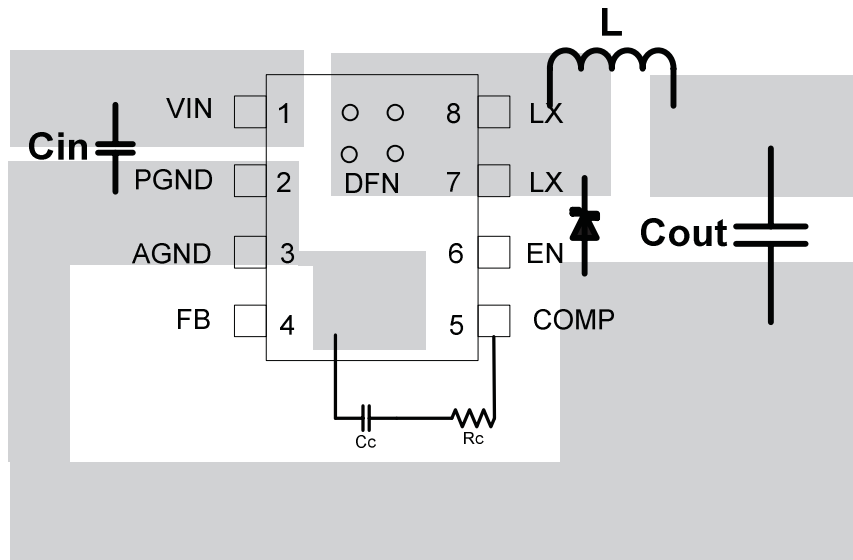 L
VIN 1 8 LX
Cin
PGND 2 DFN 7 LX
AGND 3 6 EN
Cout
FB 4 5 COMP
Cc Rc